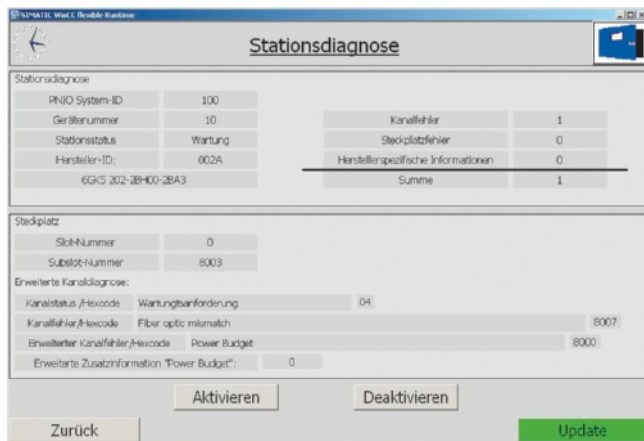 SIMATIC WinCC flexible Runtime
Stationsdiagnose
Stationsdiagnose
PNIO System-ID 100
Gerätenummer 10 Kanalfehler 1
Stationsstatus Wartung Steckplatzfehler 0
Hersteller-ID: 002A Herstellerspezifische Informationen 0
6GK5 202-2BH00-2BA3 Summe 1
Steckplatz
Slot-Nummer 0
Subslot-Nummer 8003
Erweiterte Kanaldiagnose:
Kanalstatus /Hexcode Wartungtsanforderung 04
Kanalfehler/Hexcode Fiber optic mismatch 8007
Erweiterter Kanalfehler/Hexcode Power Budget 8000
Erweiterte Zusatzinformation "Power Budget": 0
Aktivieren Deaktivieren
Zurück Update